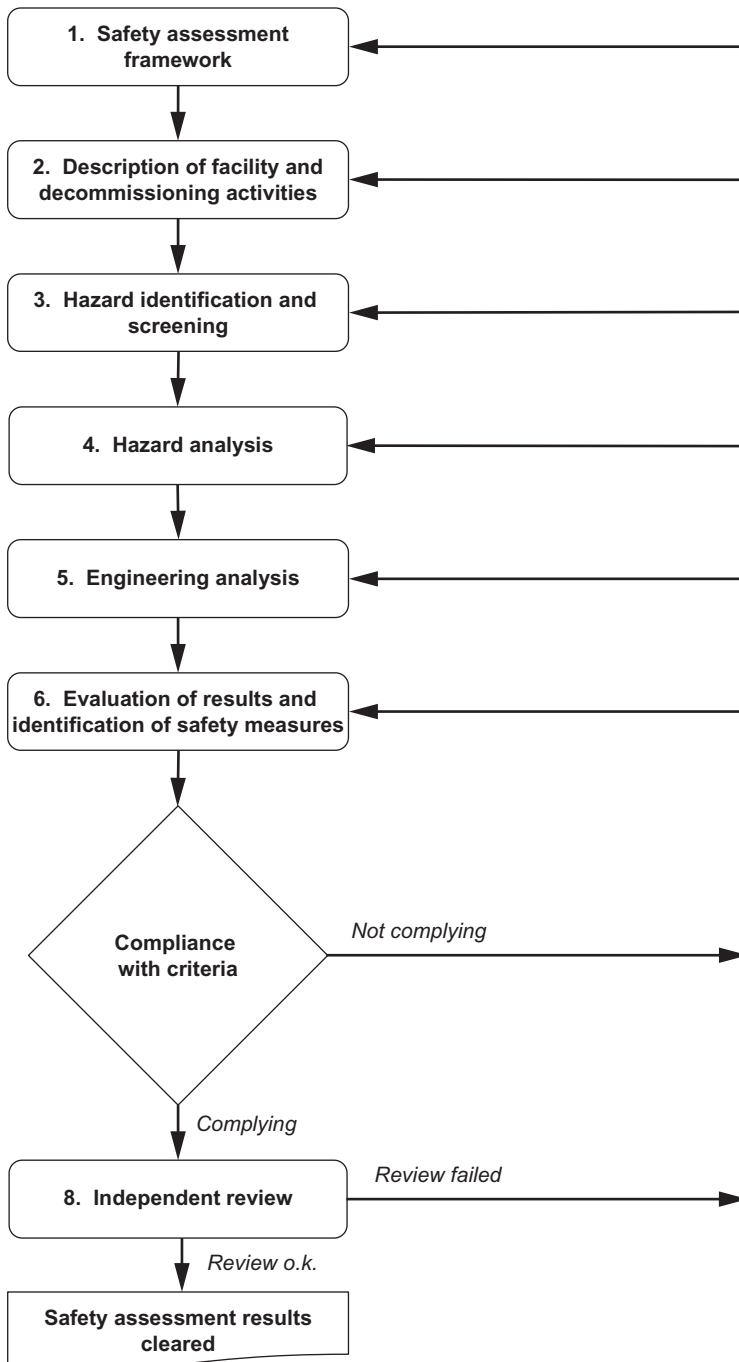 1. Safety assessment
framework
2. Description of facility and
decommissioning activities
3. Hazard identification and
screening
4. Hazard analysis
5. Engineering analysis
6. Evaluation of results and
identification of safety measures
Compliance
with criteria
Not complying
Complying
8. Independent review
Review failed
Review o.k.
Safety assessment results
cleared